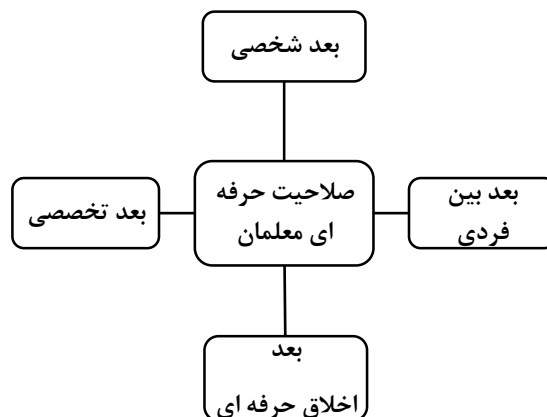 بعد شخصی
بعد بین
فردی
صلاحیت حرفه
ای معلمان
بعد تخصصی
بعد
اخلاق حرفه ای